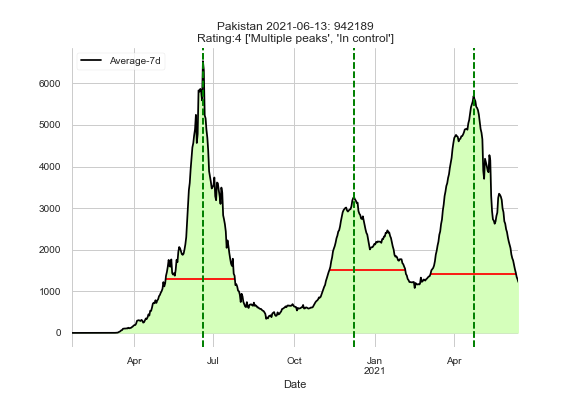 Pakistan 2021-06-13: 942189
Rating:4 ['Multiple peaks', 'In control']
Average-7d
6000
5000
4000
3000
2000
1000
0
Apr Jul Oct Jan Apr
2021
Date